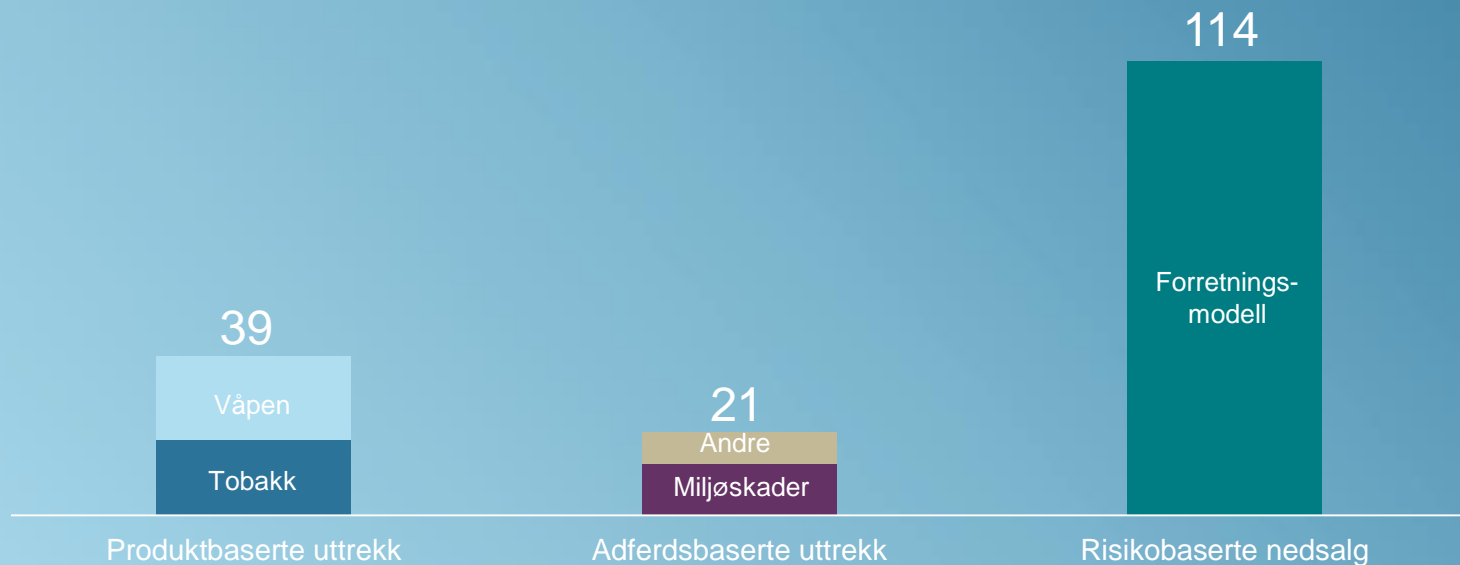 114
Forretnings-
modell
39
Våpen
21
Andre
Tobakk
Miljøskader
Produktbaserte uttrekk
Adferdsbaserte uttrekk
Risikobaserte nedsalg